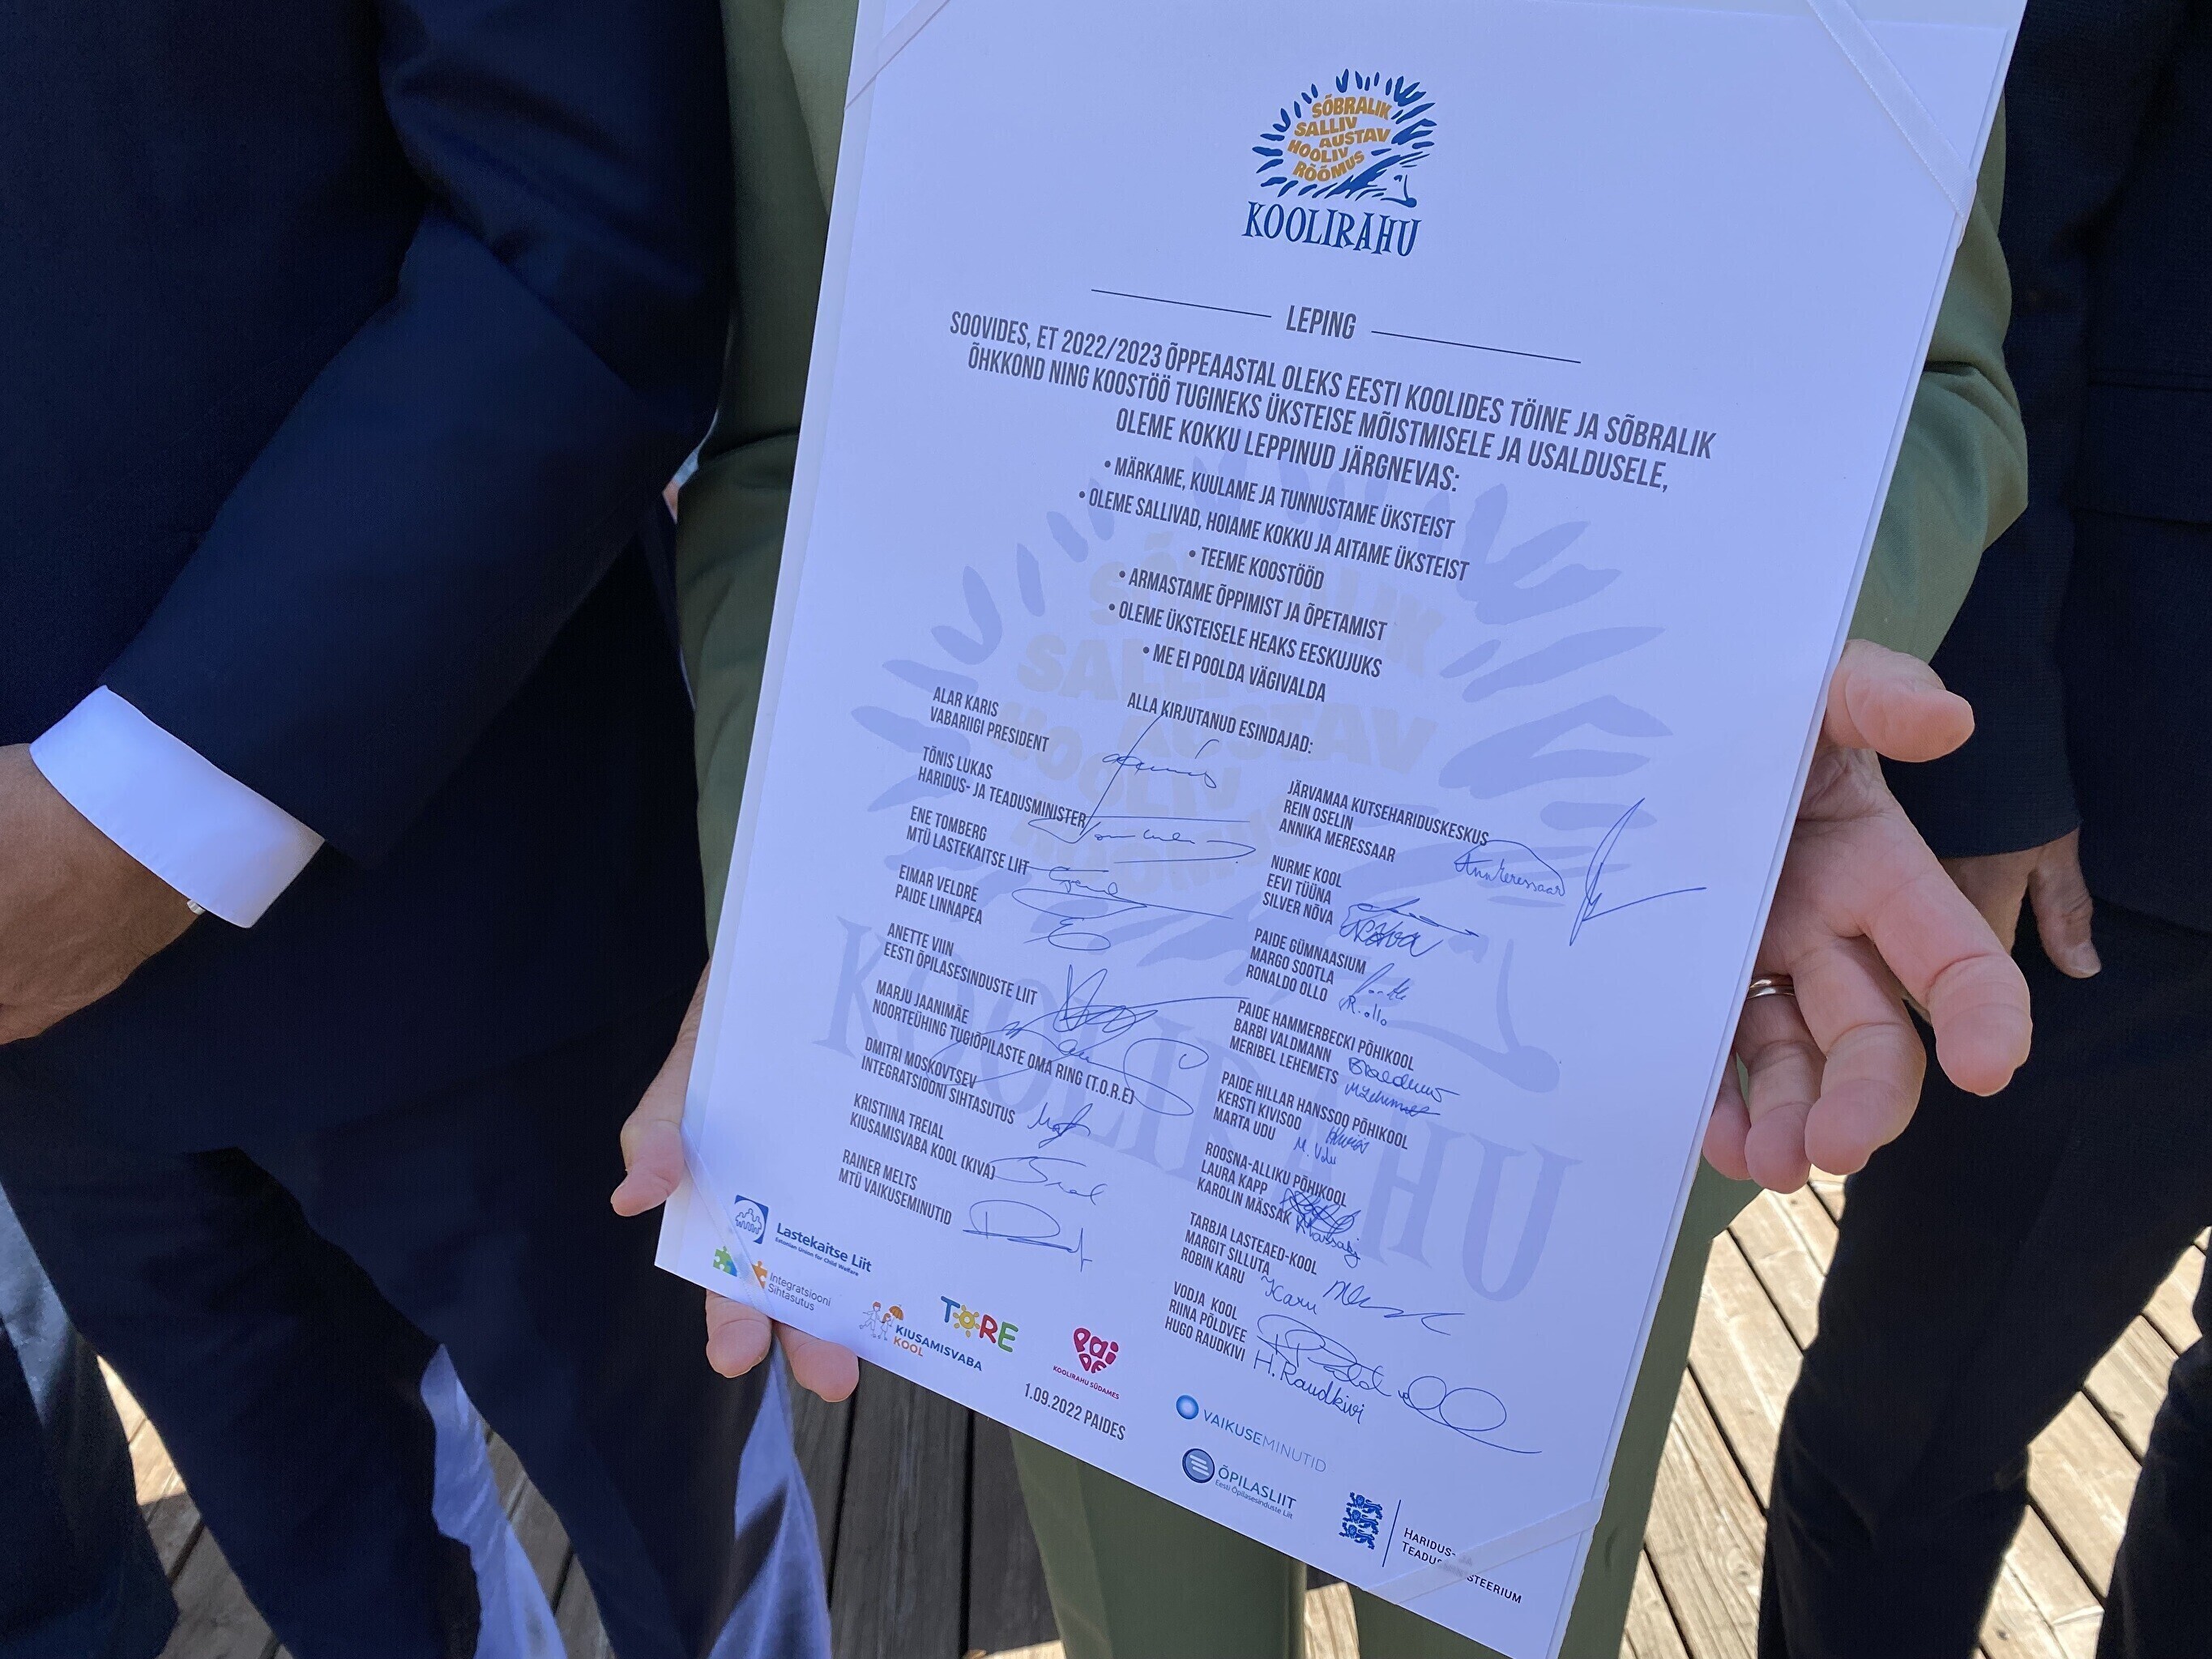 SÕBRALIK
SALLIV
AUSTAV
HOOLIV
RÕÕMUS
KOOLIRAHU
LEPING
SOOVIDES, ET 2022/2023 ÕPPEAASTAL OLEKS EESTI KOOLIDES TÖINE JA SÕBRALIK
ÕHKKOND NING KOOSTÖÖ TUGINEKS ÜKSTEISE MÕISTMISELE JA USALDUSELE,
OLEME KOKKU LEPPINUD JÄRGNEVAS:
• MÄRKAME, KUULAME JA TUNNUSTAME ÜKSTEIST
• OLEME SALLIVAD, HOIAME KOKKU JA AITAME ÜKSTEIST
• TEEME KOOSTÖÖD
• ARMASTAME ÕPPIMIST JA ÕPETAMIST
• OLEME ÜKSTEISELE HEAKS EESKUJUKS
• ME EI POOLDA VÄGIVALDA
ALLA KIRJUTANUD ESINDAJAD:
ALAR KARIS
VABARIIGI PRESIDENT
TÕNIS LUKAS
HARIDUS- JA TEADUSMINISTER
ENE TOMBERG
MTÜ LASTEKAITSE LIIT
EIMAR VELDRE
PAIDE LINNAPEA
ANETTE VIIN
EESTI ÕPILASESINDUSTE LIIT
MARJU JAANIMÄE
NOORTEÜHING TUGIÕPILASTE OMA RING (T.O.R.E)
DMITRI MOSKOVTSEV
INTEGRATSIOONI SIHTASUTUS
KRISTIINA TREIAL
KIUSAMISVABA KOOL (KIVA)
RAINER MELTS
MTÜ VAIKUSEMINUTID
JÄRVAMAA KUTSEHARIDUSKESKUS
REIN OSELIN
ANNIKA MERESSAAR
NURME KOOL
EEVI TÜÜNA
SILVER NÕVA
PAIDE GÜMNAASIUM
MARGO SOOTLA
RONALDO OLLO
R. Ollo
PAIDE HAMMERBECKI PÕHIKOOL
BARBI VALDMANN
MERIBEL LEHEMETS
PAIDE HILLAR HANSSOO PÕHIKOOL
KERSTI KIVISOO
MARTA UDU
M. Udu
ROOSNA-ALLIKU PÕHIKOOL
LAURA KAPP
KAROLIN MÄSSAK
TARBJA LASTEAED-KOOL
MARGIT SILLUTA
ROBIN KARU
Karu
VODJA KOOL
RIINA PÕLDVEE
HUGO RAUDKIVI
H. Raudkivi
Lastekaitse Liit
Estonian Union for Child Welfare
Integratsiooni
Sihtasutus
KIUSAMISVABA
KOOL
TORE
PAIDE
KOOLIRAHU SÜDAMES
1.09.2022 PAIDES
VAIKUSEMINUTID
ÕPILASLIIT
Eesti Õpilasesinduste Liit
HARIDUS- JA